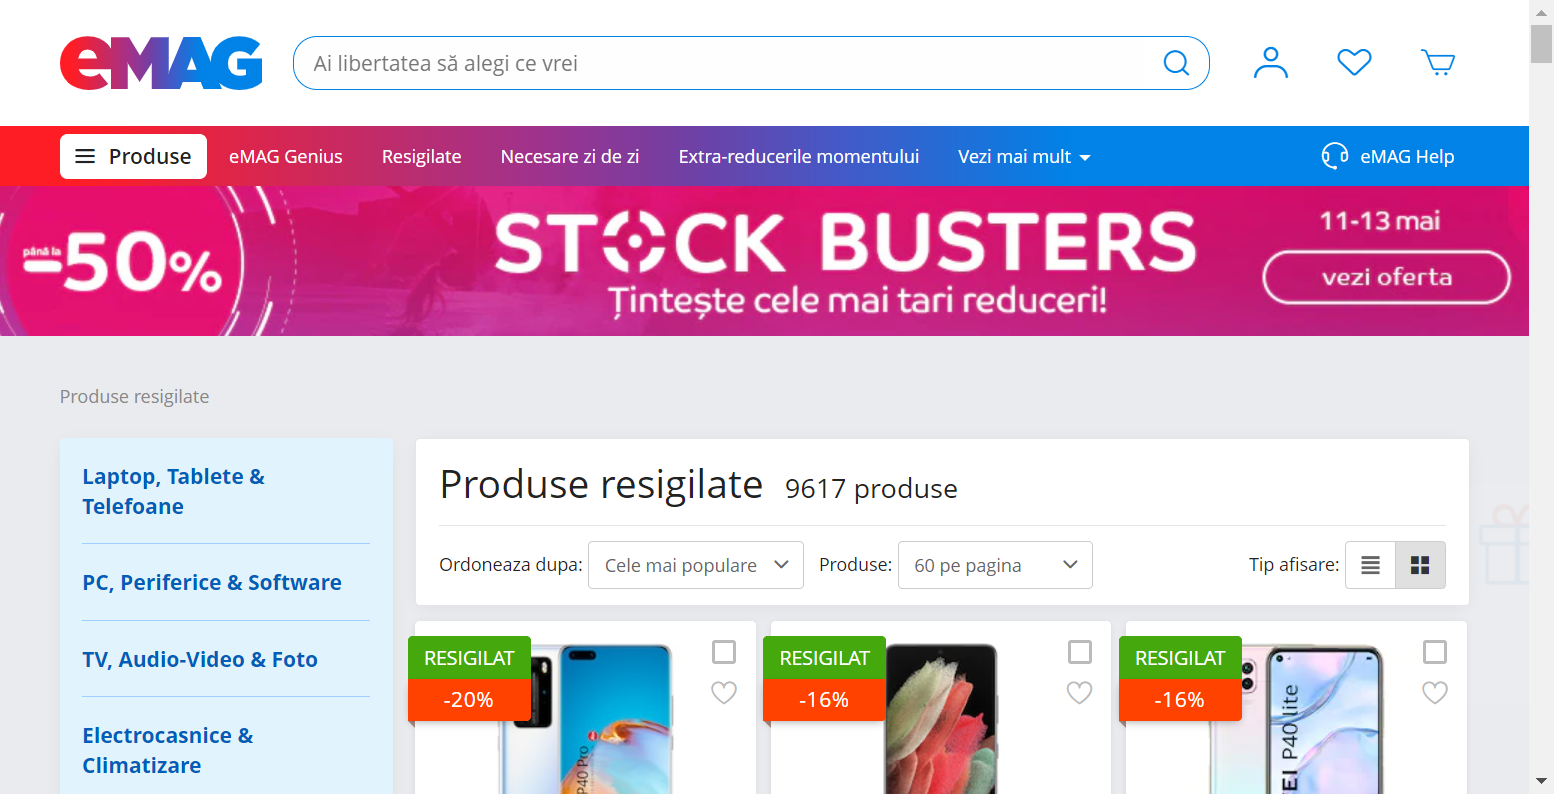 eMAG
Ai libertatea să alegi ce vrei
Produse
eMAG Genius
Resigilate
Necesare zi de zi
Extra-reducerile momentului
Vezi mai mult
eMAG Help
până la
-50%
STOCK BUSTERS
Țintește cele mai tari reduceri!
11-13 mai
vezi oferta
Produse resigilate
Laptop, Tablete &
Telefoane
PC, Periferice & Software
TV, Audio-Video & Foto
Electrocasnice &
Climatizare
Produse resigilate 9617 produse
Ordoneaza dupa: Cele mai populare
Produse: 60 pe pagina
Tip afisare:
RESIGILAT
-20%
P40 Pro
RESIGILAT
-16%
RESIGILAT
-16%
EI P40 lite